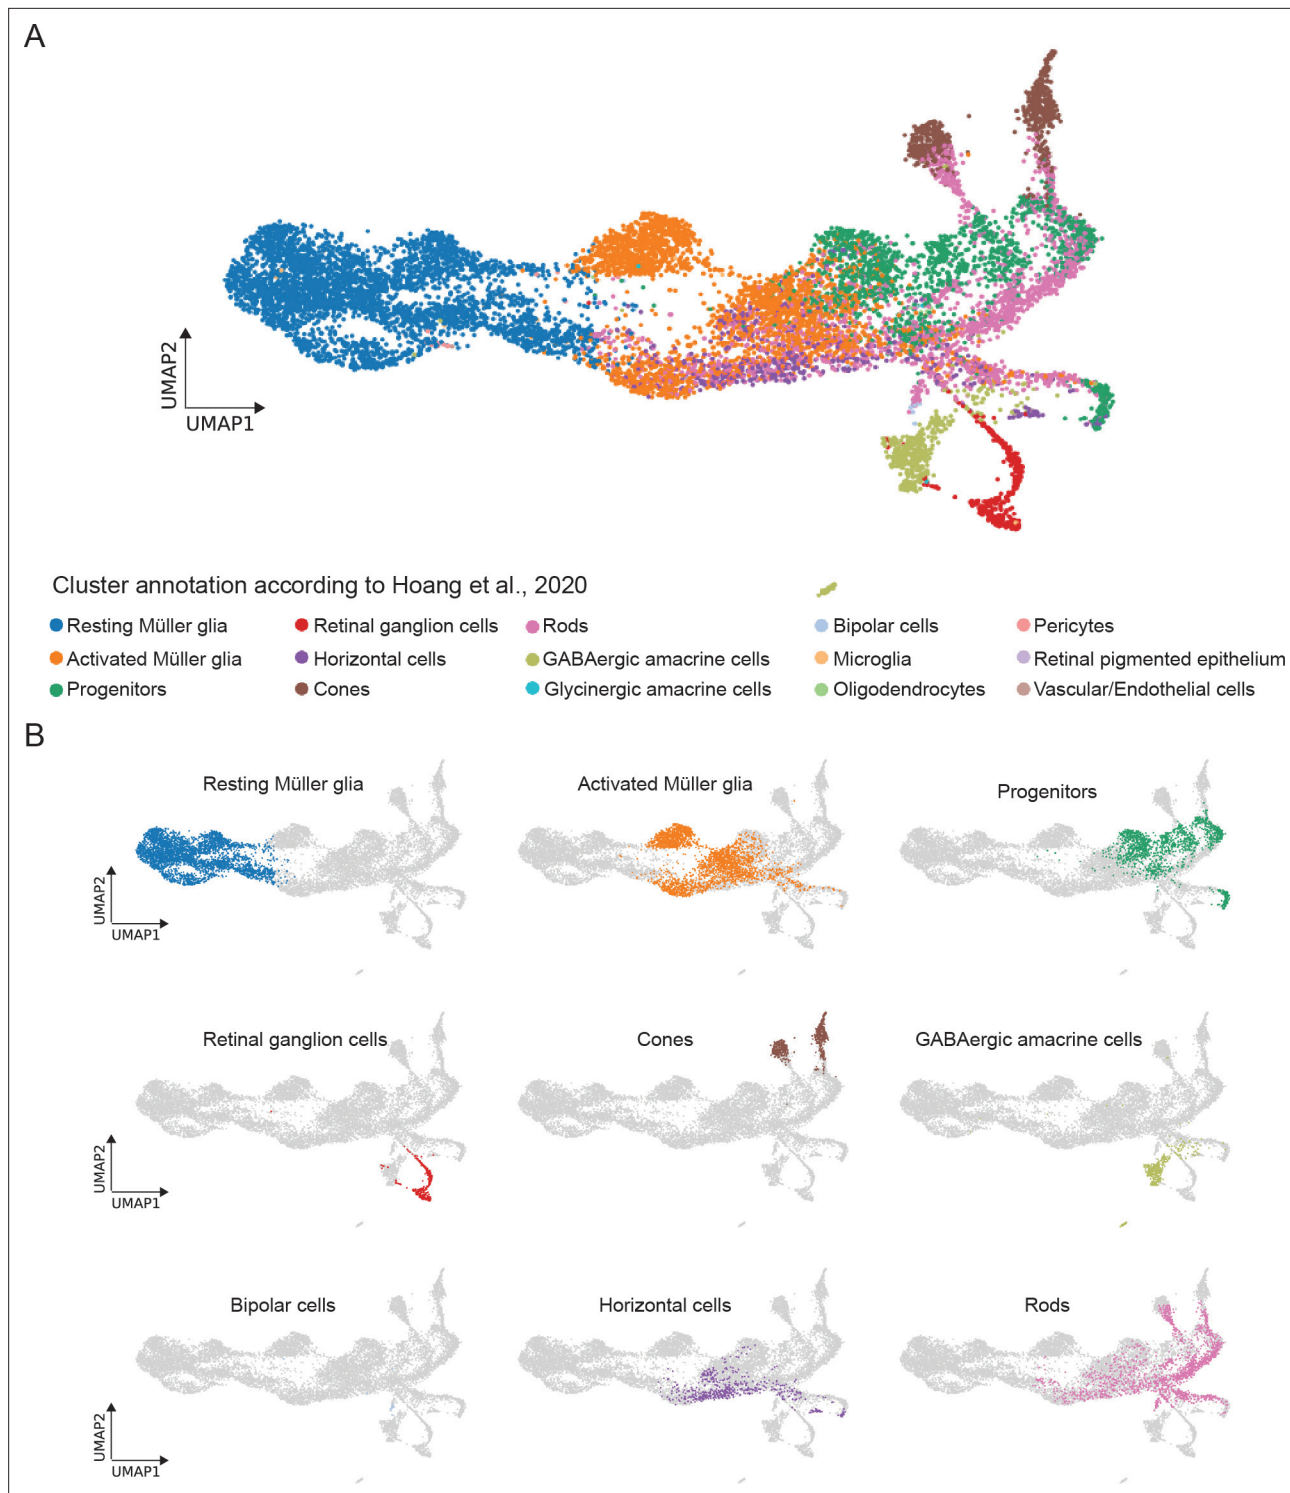 A
UMAP2
UMAP1
Cluster annotation according to Hoang et al., 2020
Resting Müller glia
Retinal ganglion cells
Rods
Bipolar cells
Pericytes
Activated Müller glia
Horizontal cells
GABAergic amacrine cells
Microglia
Retinal pigmented epithelium
Progenitors
Cones
Glycinergic amacrine cells
Oligodendrocytes
Vascular/Endothelial cells
B
Resting Müller glia
Activated Müller glia
Progenitors
UMAP2
UMAP1
Retinal ganglion cells
Cones
GABAergic amacrine cells
UMAP2
UMAP1
Bipolar cells
Horizontal cells
Rods
UMAP2
UMAP1